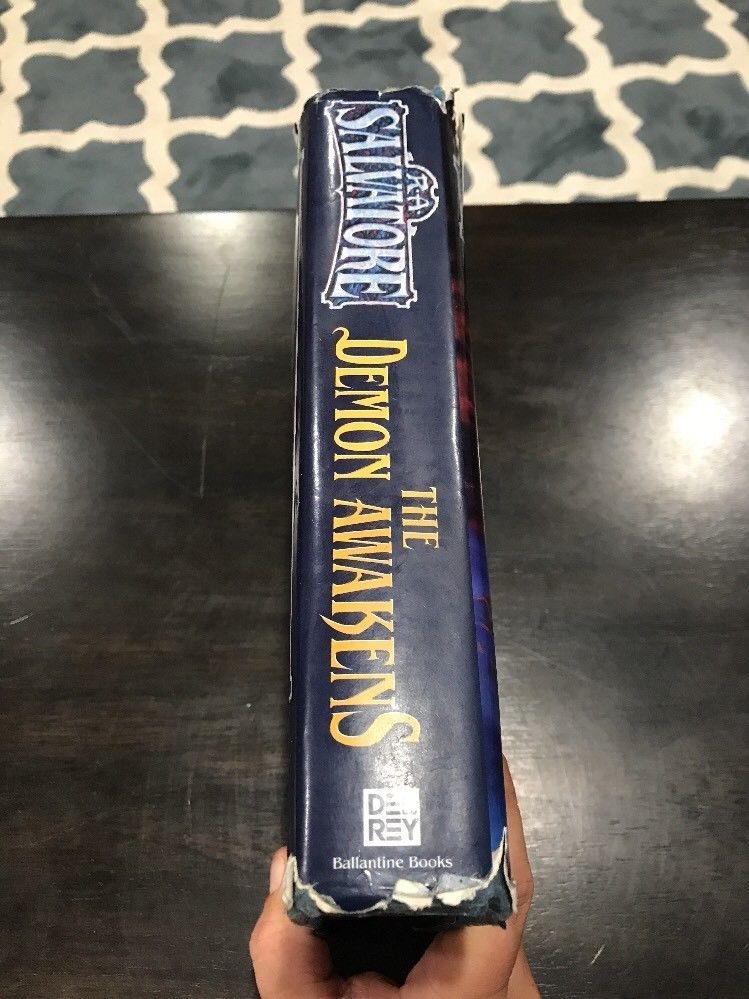 R.A.
SALVATORE
THE
DEMON AWAKENS
DEL
REY
Ballantine Books